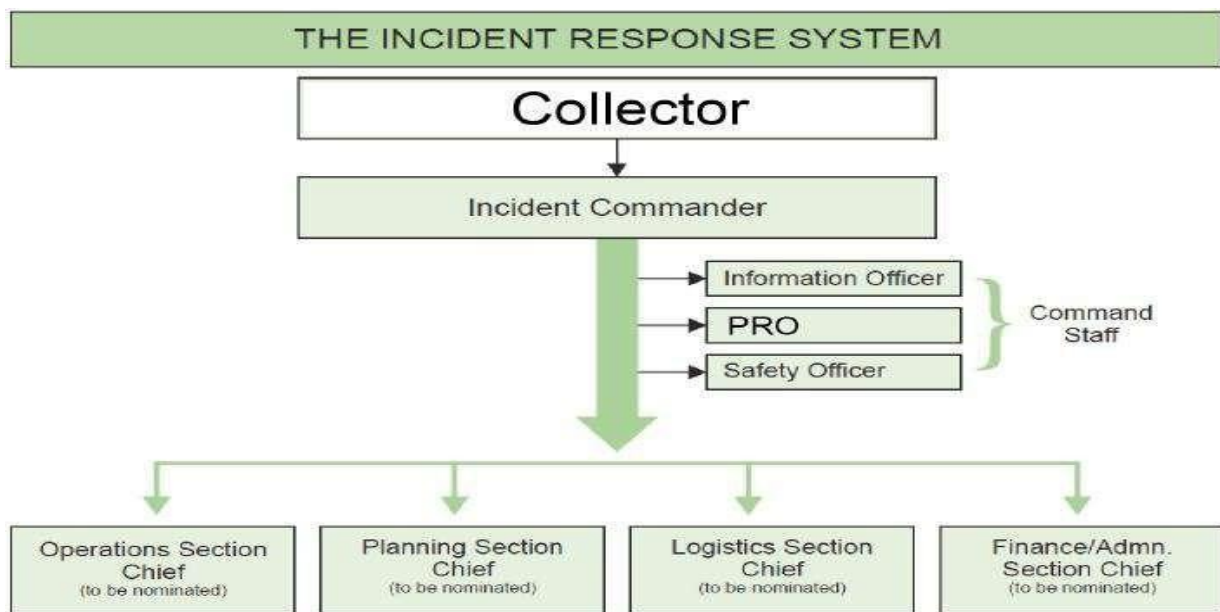 THE INCIDENT RESPONSE SYSTEM
Collector
Incident Commander
Information Officer
PRO
Safety Officer
Command
Staff
Operations Section
Chief
(to be nominated)
Planning Section
Chief
(to be nominated)
Logistics Section
Chief
(to be nominated)
Finance/Admn.
Section Chief
(to be nominated)